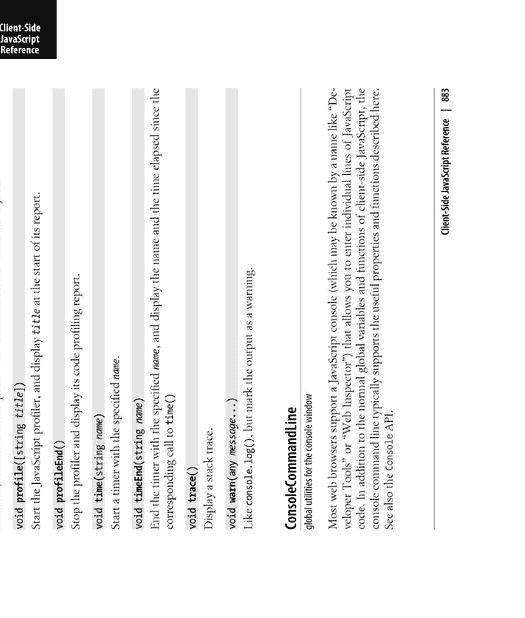 Client-Side
JavaScript
Reference
void profile([string title])
Start the JavaScript profiler, and display title at the start of its report.
void profileEnd()
Stop the profiler and display its code profiling report.
void time(string name)
Start a timer with the specified name.
void timeEnd(string name)
End the timer with the specified name, and display the name and the time elapsed since the
corresponding call to time()
void trace()
Display a stack trace.
void warn(any message...)
Like console.log(), but mark the output as a warning.
ConsoleCommandLine
global utilities for the console window
Most web browsers support a JavaScript console (which may be known by a name like “De-
veloper Tools” or “Web Inspector”) that allows you to enter individual lines of JavaScript
code. In addition to the normal global variables and functions of client-side JavaScript, the
console command line typically supports the useful properties and functions described here.
See also the Console API.
Client-Side JavaScript Reference | 883